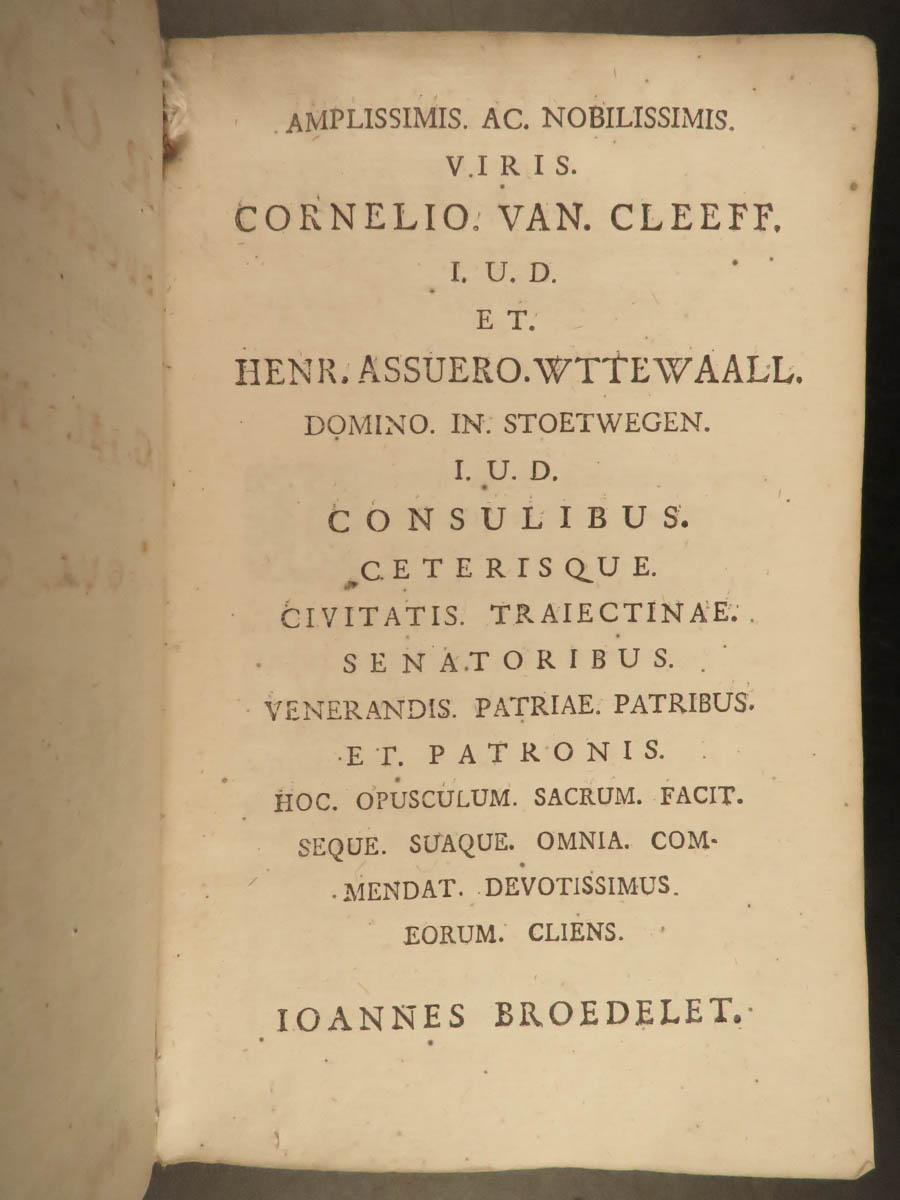 AMPLISSIMIS. AC. NOBILISSIMIS.
VIRIS.
CORNELIO. VAN. CLEEFF.
I. U. D.
ET.
HENR. ASSUERO. WTTEWAALL.
DOMINO. IN. STOETWEGEN.
I. U. D.
CONSULIBUS.
CETERISQUE.
CIVITATIS. TRAIECTINAE.
SENATORIBUS.
VENERANDIS. PATRIAE. PATRIBUS.
ET. PATRONIS.
HOC. OPUSCULUM. SACRUM. FACIT.
SEQUE. SUAQUE. OMNIA. COM-
MENDAT. DEVOTISSIMUS.
EORUM. CLIENS.
IOANNES BROEDELET.